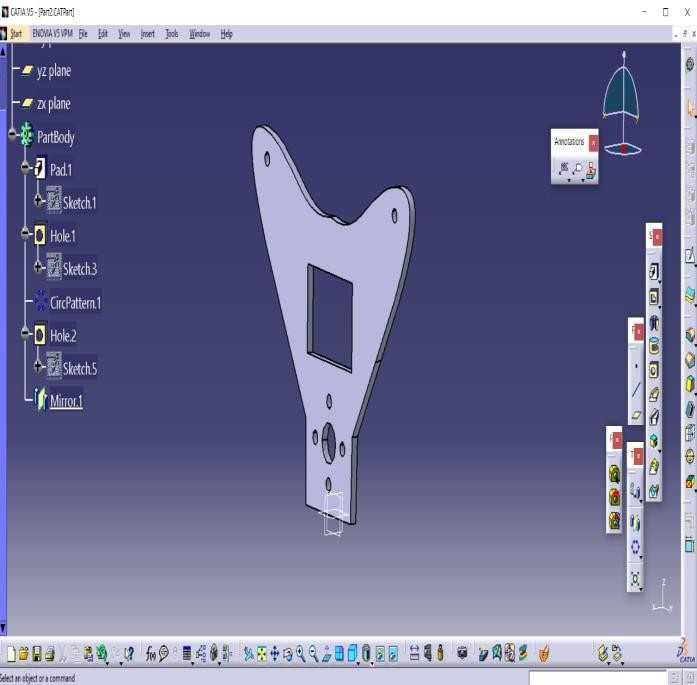 CATIA V5 - [Part2.CATPart]
Start ENOVIA V5 VPM File Edit View Insert Tools Window Help
yz plane
zx plane
PartBody
Pad.1
Sketch.1
Hole.1
Sketch.3
CircPattern.1
Hole.2
Sketch.5
Mirror.1
Annotations
z
x
y
CATIA
Select an object or a command